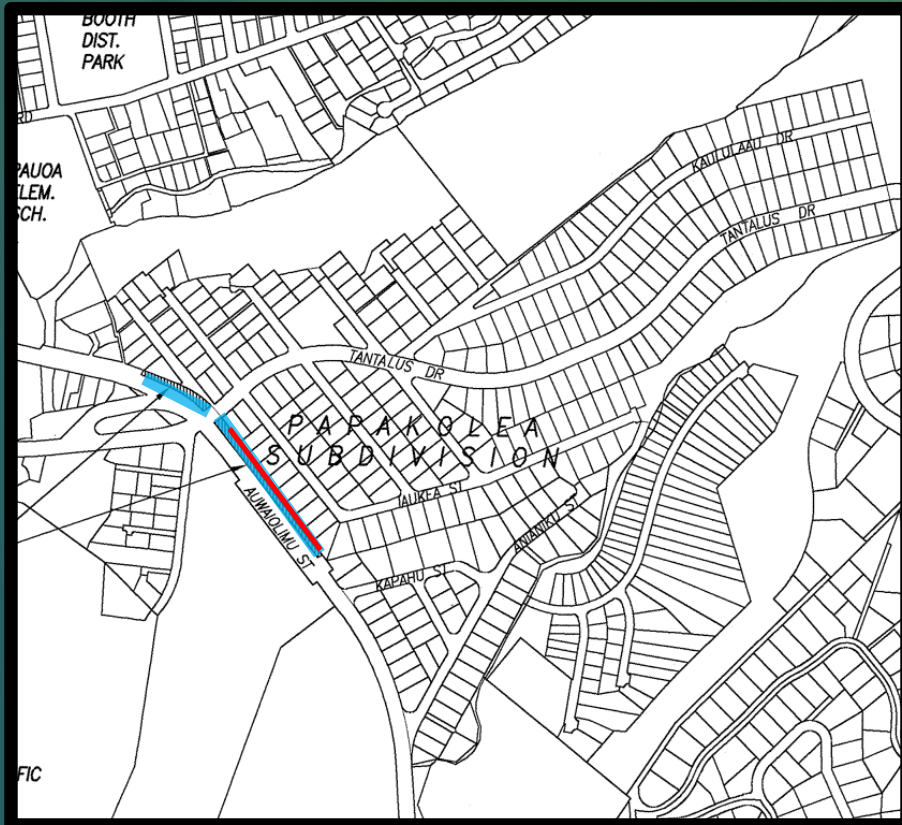 BOOTH
DIST.
PARK
RD
PAUOA
ELEM.
SCH.
KAULULAAU DR
TANTALUS DR
TANTALUS DR
PAPAKOLEA
SUBDIVISION
IAUKEA ST
ANIANIKU ST
AUWAIOLIMU ST
KAPAHU ST
FIC